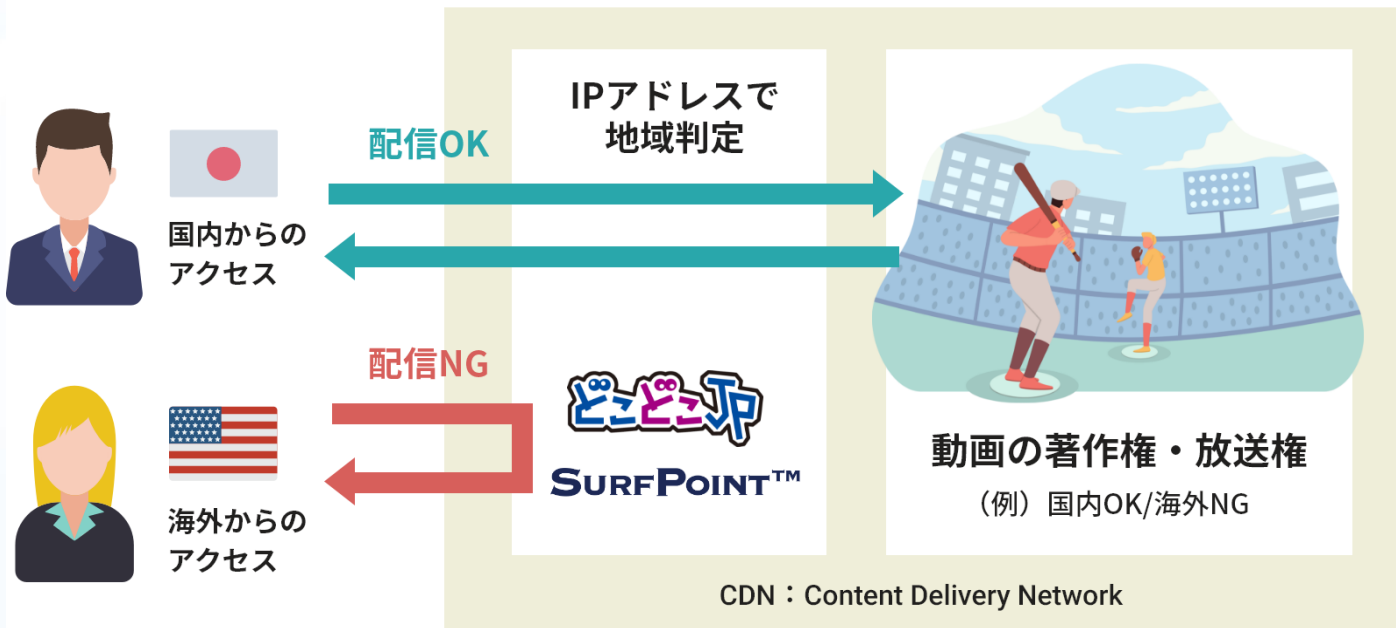 IPアドレスで
地域判定
配信OK
国内からの
アクセス
配信NG
どこどこJP
SURFPOINT™
海外からの
アクセス
動画の著作権・放送権
（例）国内OK/海外NG
CDN：Content Delivery Network